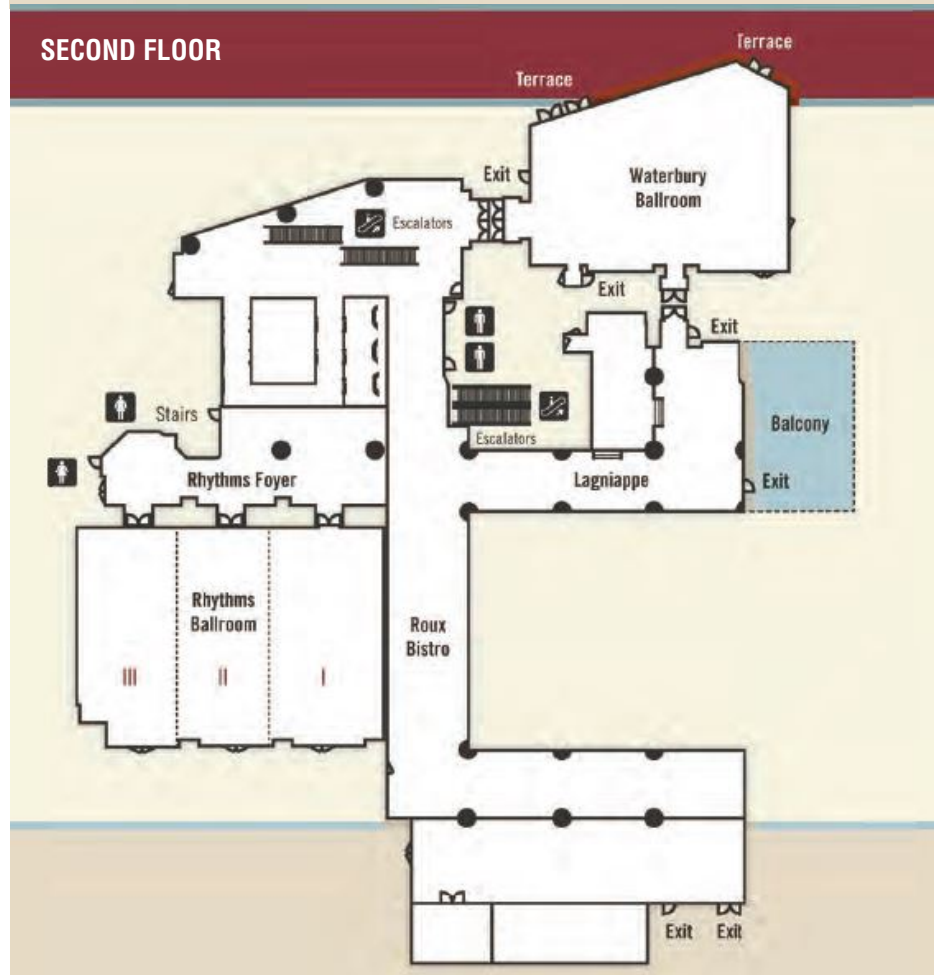 SECOND FLOOR
Terrace
Terrace
Exit
Waterbury
Ballroom
Escalators
Exit
Exit
Stairs
Escalators
Balcony
Rhythms Foyer
Lagniappe
Exit
Rhythms
Ballroom
Roux
Bistro
III
II
I
Exit
Exit